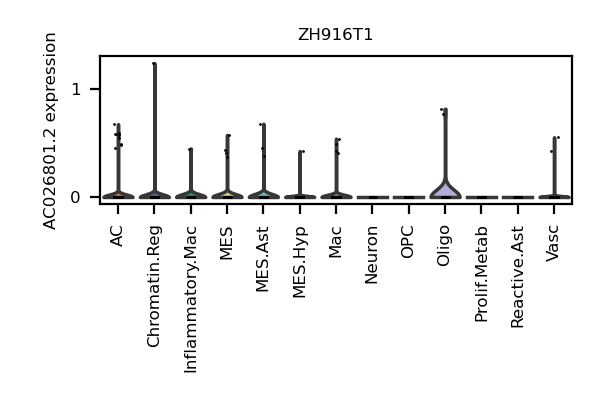 ZH916T1
AC026801.2 expression
1
0
AC
Chromatin.Reg
Inflammatory.Mac
MES
MES.Ast
MES.Hyp
Mac
Neuron
OPC
Oligo
Prolif.Metab
Reactive.Ast
Vasc